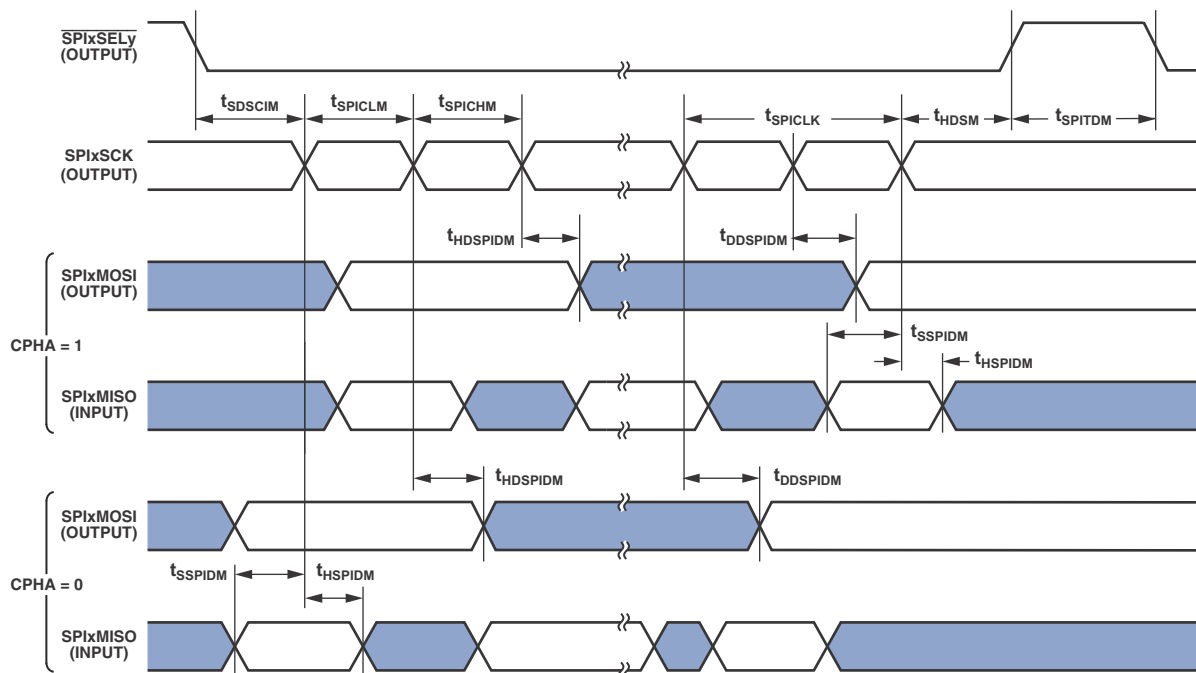 SPIxSELy
(OUTPUT)
tSDSCIM
tSPICLM
tSPICHM
tSPICLK
tHDSM
tSPITDM
SPIxSCK
(OUTPUT)
tHDSPIDM
tDDSPIDM
SPIxMOSI
(OUTPUT)
tSSPIDM
CPHA = 1
tHSPIDM
SPIxMISO
(INPUT)
tHDSPIDM
tDDSPIDM
SPIxMOSI
(OUTPUT)
tSSPIDM
tHSPIDM
CPHA = 0
SPIxMISO
(INPUT)